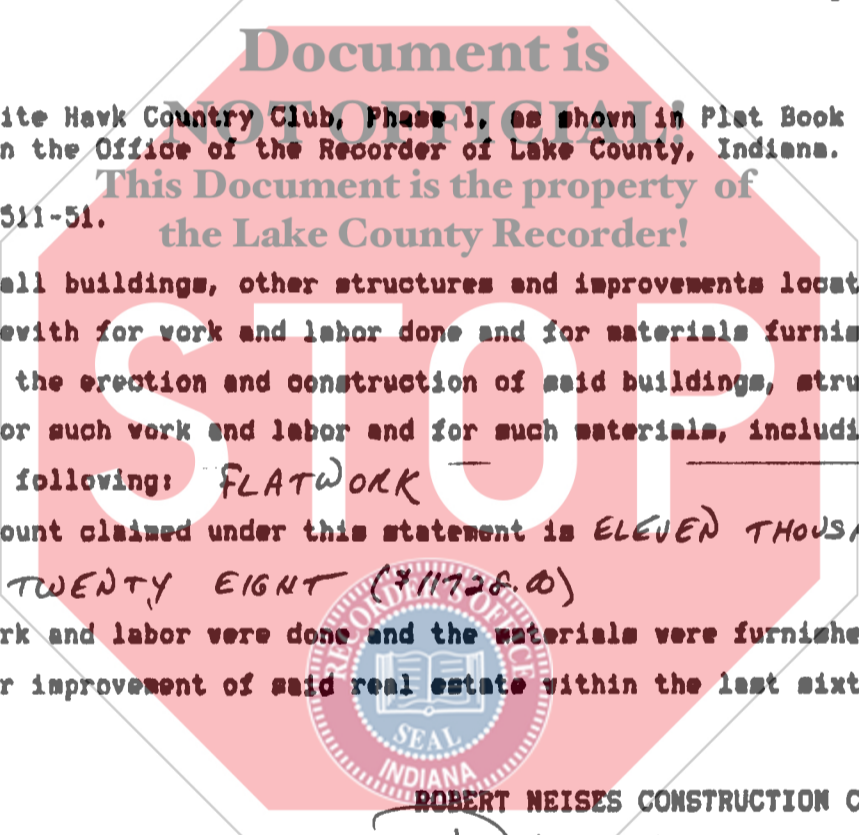 Document is
NOT OFFICIAL!
ite Hawk Country Club, Phase 1, as shown in Plat Book
n the Office of the Recorder of Lake County, Indiana.
This Document is the property of
511-51.
the Lake County Recorder!
all buildings, other structures and improvements locat
ewith for work and labor done and for materials furnis
the erection and construction of said buildings, stru
or such work and labor and for such materials, includi
following: FLATWORK
ount claimed under this statement is ELEVEN THOUSA
TWENTY EIGHT ($11728.00)
rk and labor were done and the materials were furnishe
r improvement of said real estate within the last sixt
STOP
RECORDER'S OFFICE
SEAL
INDIANA
ROBERT NEISES CONSTRUCTION C